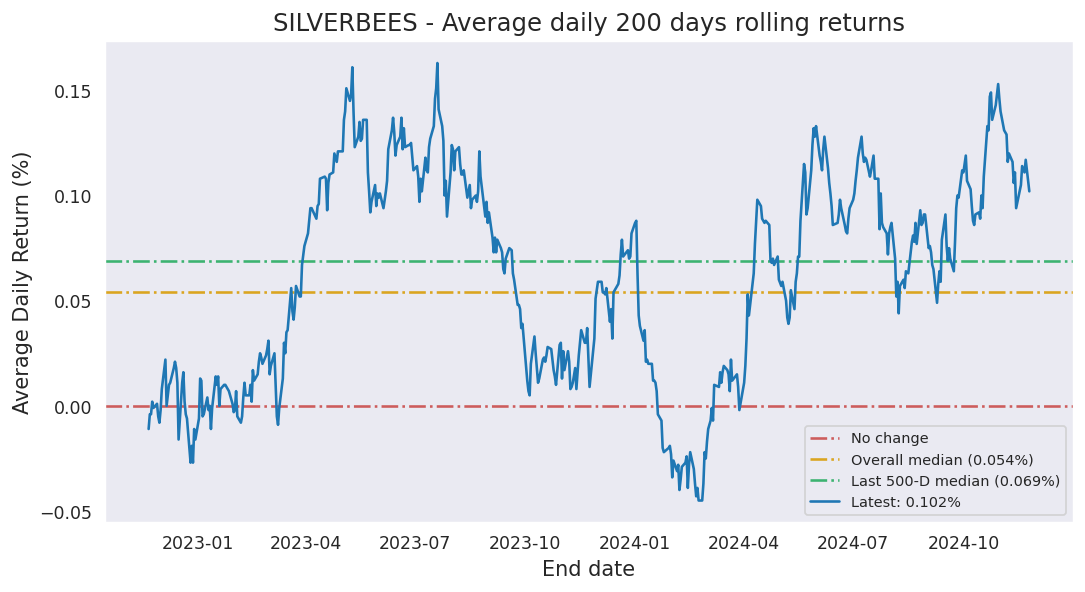 SILVERBEES - Average daily 200 days rolling returns
Average Daily Return (%)
0.15
0.10
0.05
0.00
−0.05
No change
Overall median (0.054%)
Last 500-D median (0.069%)
Latest: 0.102%
2023-01 2023-04 2023-07 2023-10 2024-01 2024-04 2024-07 2024-10
End date